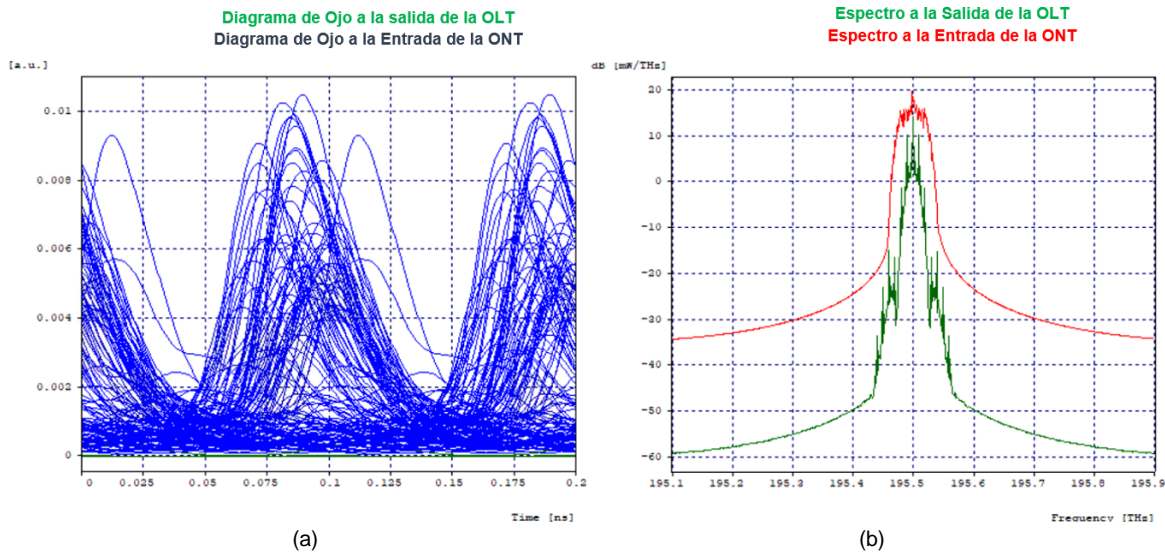 Diagrama de Ojo a la salida de la OLT
Diagrama de Ojo a la Entrada de la ONT
[a.u.]
0.01
0.008
0.006
0.004
0.002
0
0 0.025 0.05 0.075 0.1 0.125 0.15 0.175 0.2
Time [ns]
(a)
Espectro a la Salida de la OLT
Espectro a la Entrada de la ONT
dB [mW/THz]
20
10
0
-10
-20
-30
-40
-50
-60
195.1 195.2 195.3 195.4 195.5 195.6 195.7 195.8 195.9
Frequency [THz]
(b)